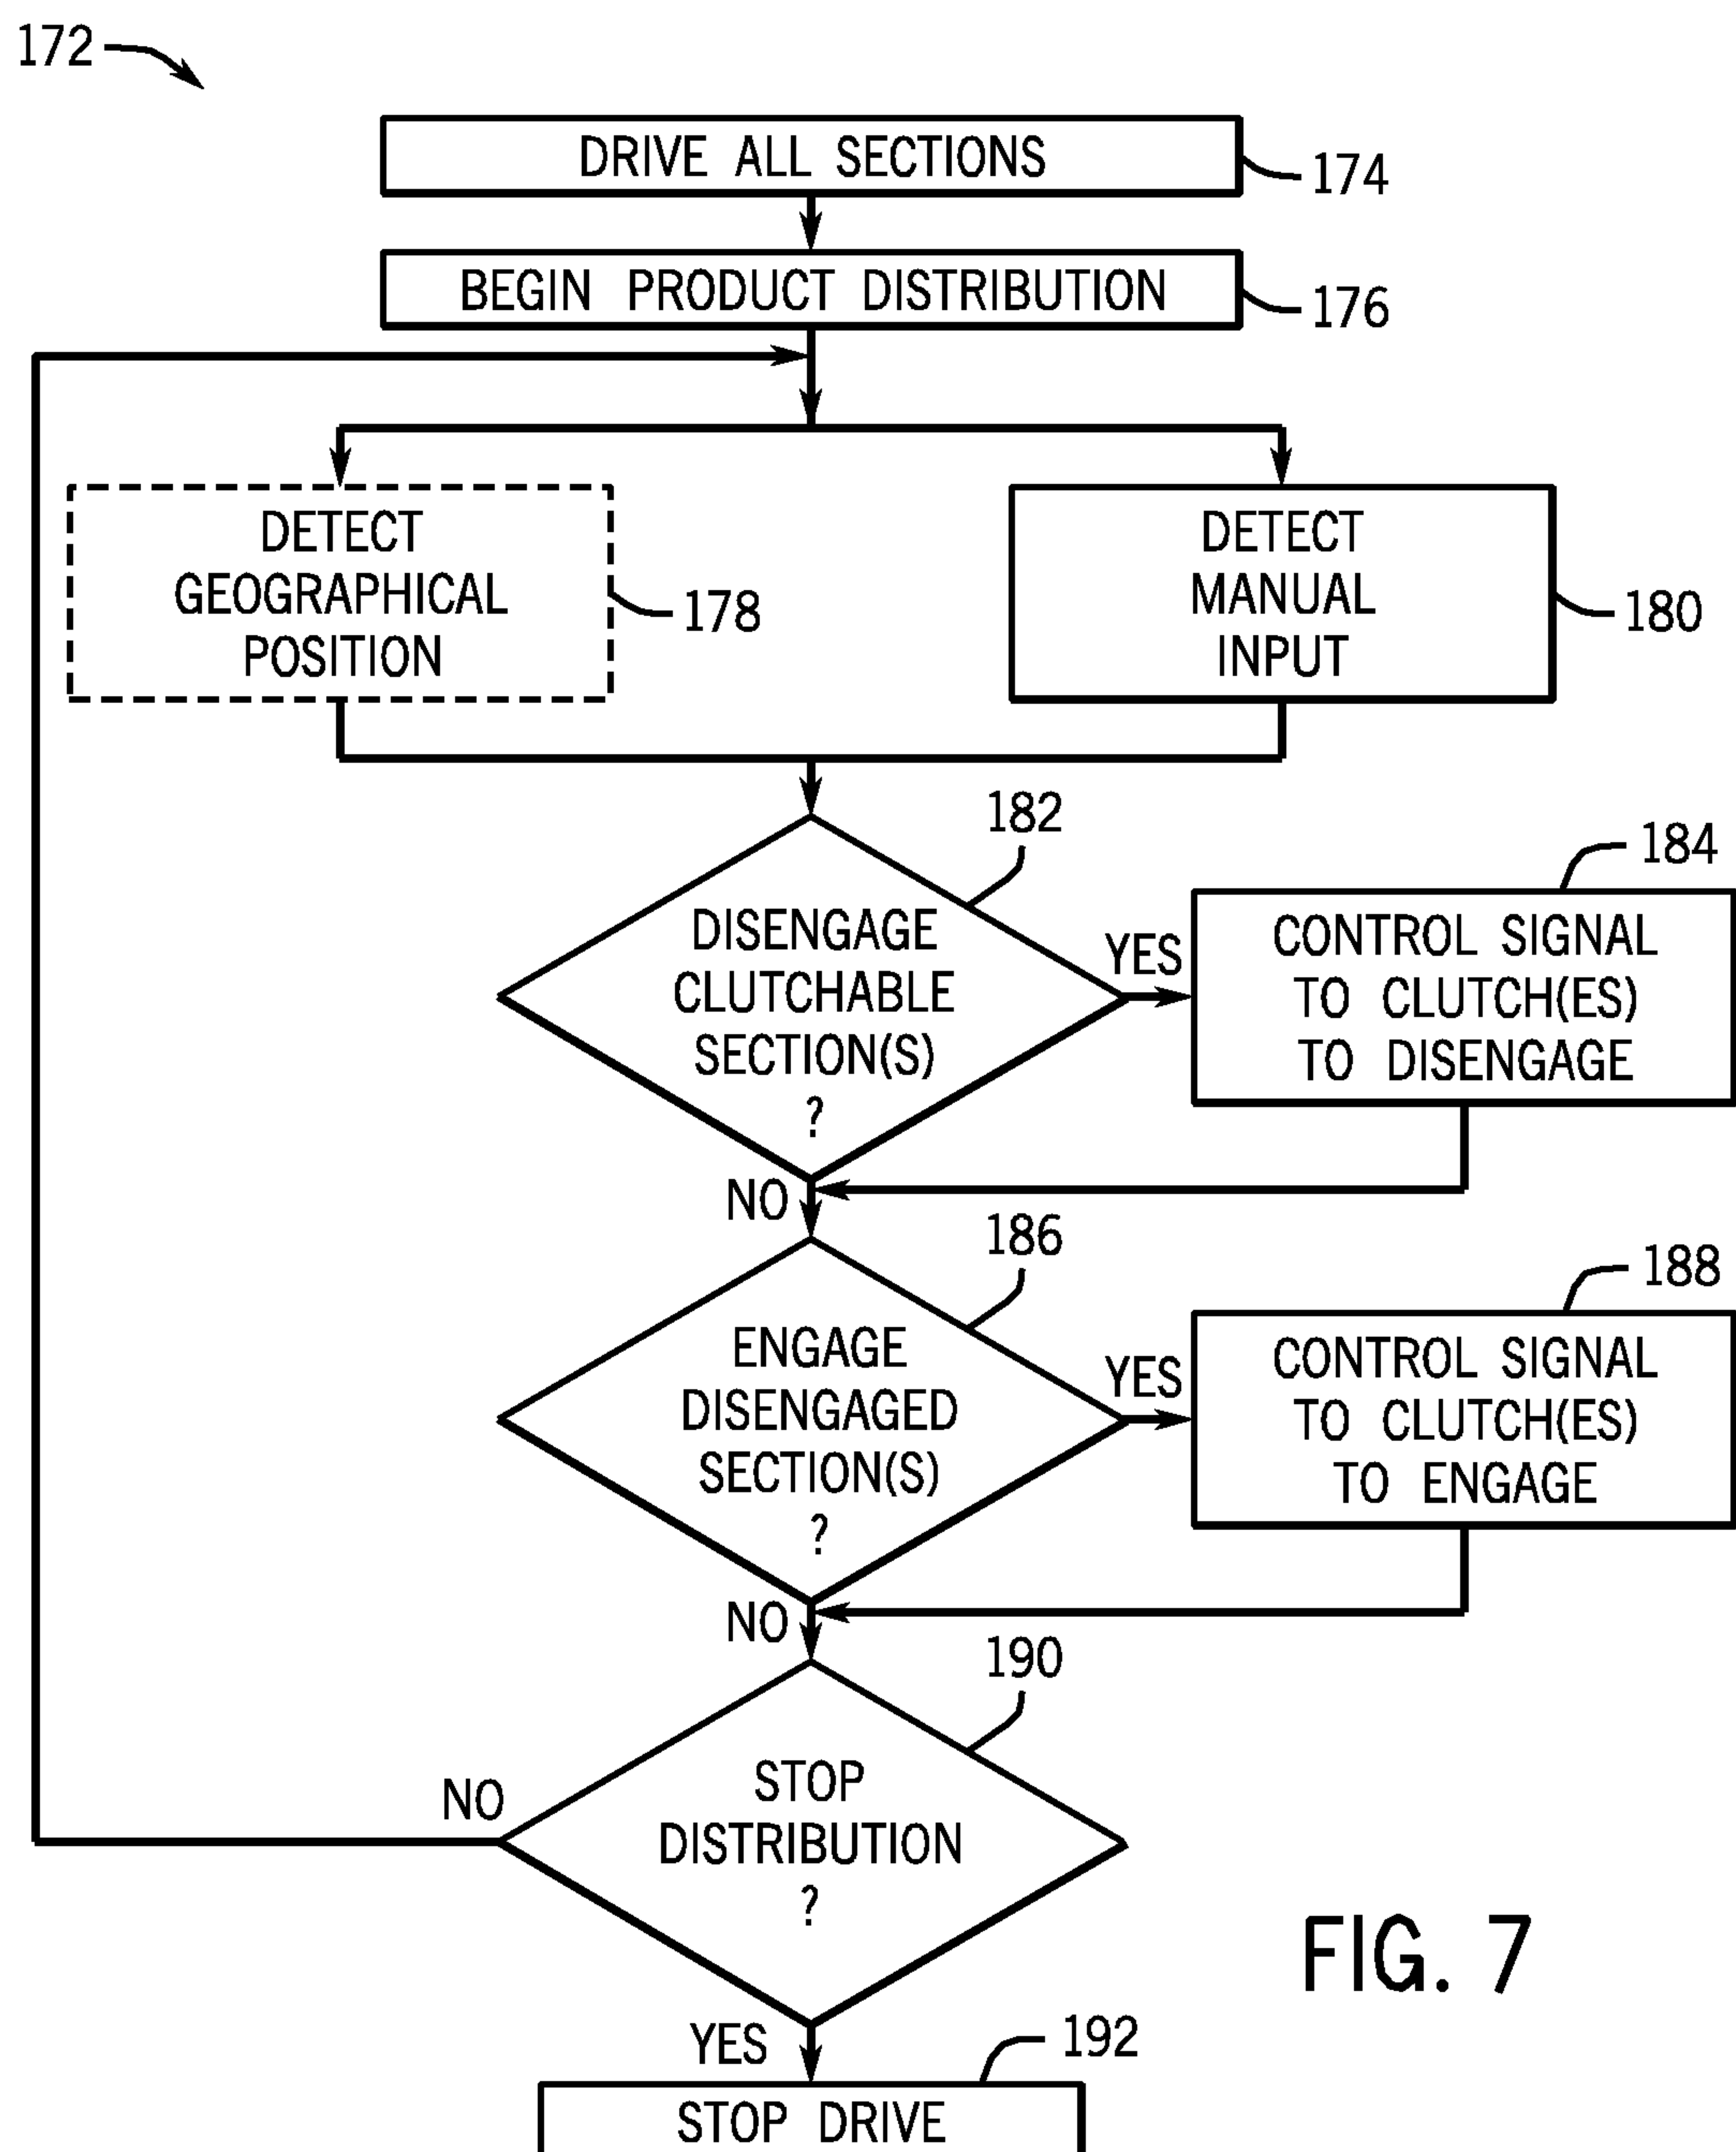 172
DRIVE ALL SECTIONS
174
BEGIN PRODUCT DISTRIBUTION
176
DETECT
GEOGRAPHICAL
POSITION
178
DETECT
MANUAL
INPUT
180
182
DISENGAGE
CLUTCHABLE
SECTION(S)
?
YES
184
CONTROL SIGNAL
TO CLUTCH(ES)
TO DISENGAGE
NO
186
ENGAGE
DISENGAGED
SECTION(S)
?
YES
188
CONTROL SIGNAL
TO CLUTCH(ES)
TO ENGAGE
NO
190
STOP
DISTRIBUTION
?
NO
YES
192
STOP DRIVE
FIG. 7